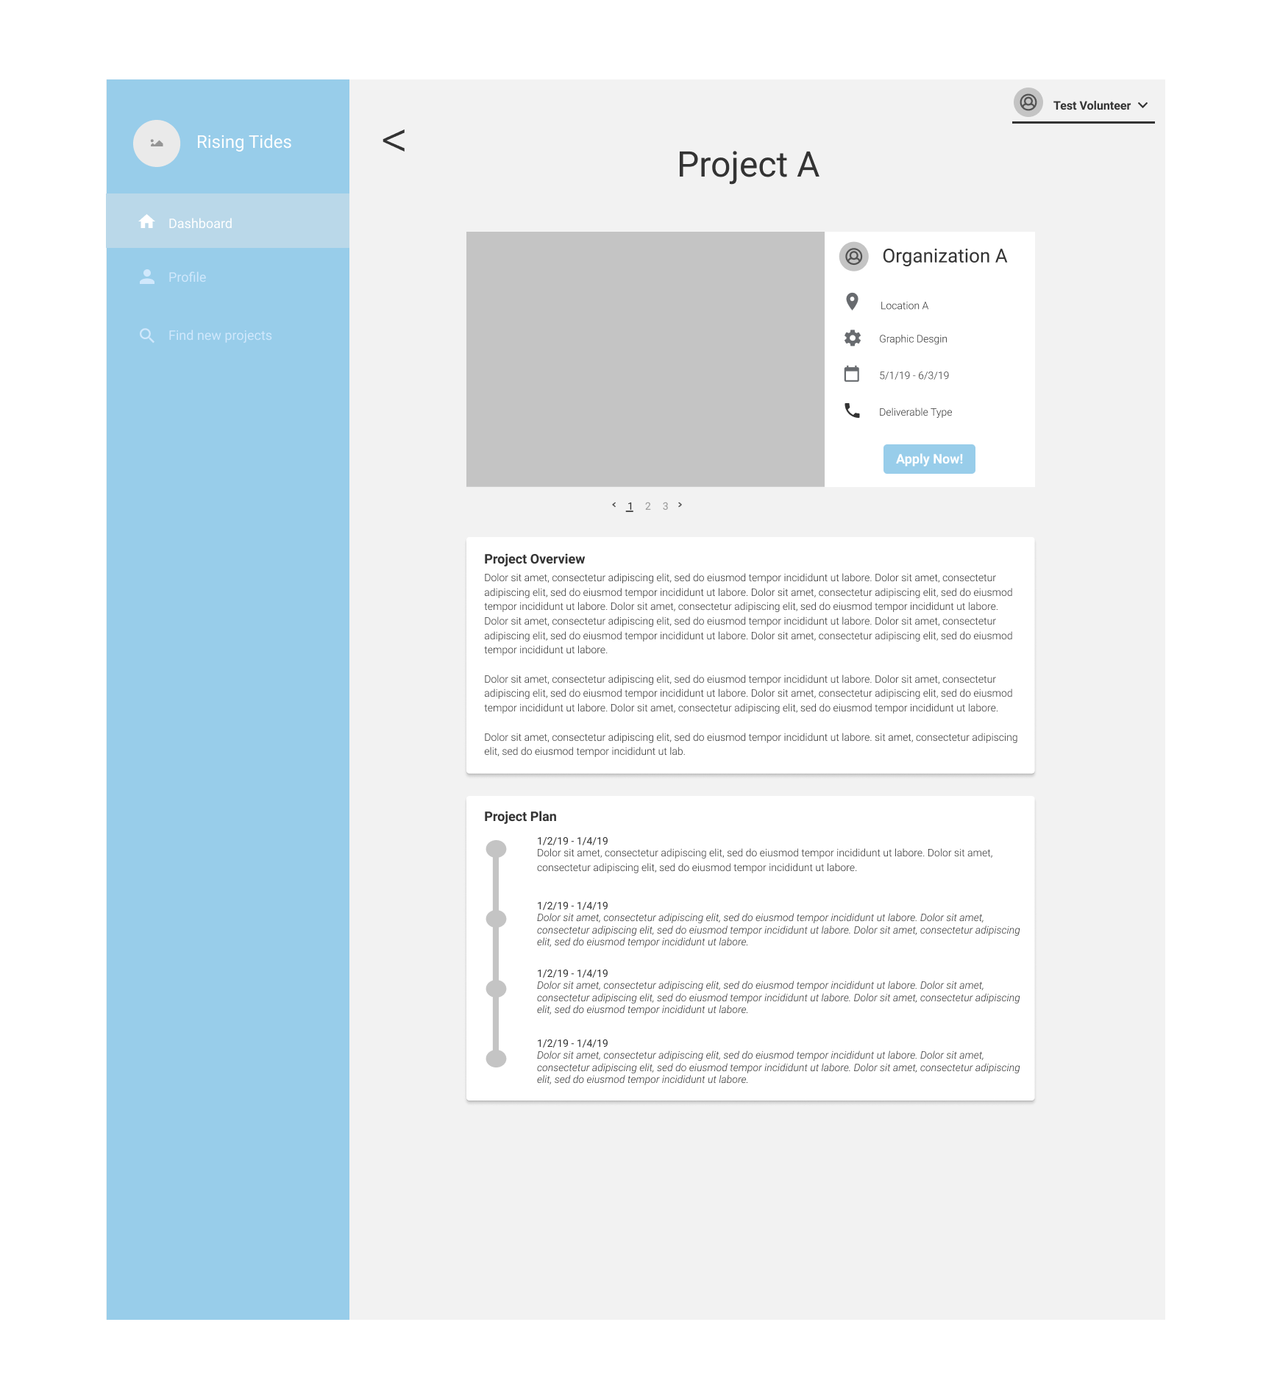 Test Volunteer
Rising Tides
<
Project A
Dashboard
Profile
Find new projects
Organization A
Location A
Graphic Desgin
5/1/19 - 6/3/19
Deliverable Type
Apply Now!
< 1 2 3 >
Project Overview
Dolor sit amet, consectetur adipiscing elit, sed do eiusmod tempor incididunt ut labore. Dolor sit amet, consectetur
adipiscing elit, sed do eiusmod tempor incididunt ut labore. Dolor sit amet, consectetur adipiscing elit, sed do eiusmod
tempor incididunt ut labore. Dolor sit amet, consectetur adipiscing elit, sed do eiusmod tempor incididunt ut labore.
Dolor sit amet, consectetur adipiscing elit, sed do eiusmod tempor incididunt ut labore. Dolor sit amet, consectetur
adipiscing elit, sed do eiusmod tempor incididunt ut labore. Dolor sit amet, consectetur adipiscing elit, sed do eiusmod
tempor incididunt ut labore.
Dolor sit amet, consectetur adipiscing elit, sed do eiusmod tempor incididunt ut labore. Dolor sit amet, consectetur
adipiscing elit, sed do eiusmod tempor incididunt ut labore. Dolor sit amet, consectetur adipiscing elit, sed do eiusmod
tempor incididunt ut labore. Dolor sit amet, consectetur adipiscing elit, sed do eiusmod tempor incididunt ut labore.
Dolor sit amet, consectetur adipiscing elit, sed do eiusmod tempor incididunt ut labore. sit amet, consectetur adipiscing
elit, sed do eiusmod tempor incididunt ut lab.
Project Plan
1/2/19 - 1/4/19
Dolor sit amet, consectetur adipiscing elit, sed do eiusmod tempor incididunt ut labore. Dolor sit amet,
consectetur adipiscing elit, sed do eiusmod tempor incididunt ut labore.
1/2/19 - 1/4/19
Dolor sit amet, consectetur adipiscing elit, sed do eiusmod tempor incididunt ut labore. Dolor sit amet,
consectetur adipiscing elit, sed do eiusmod tempor incididunt ut labore. Dolor sit amet, consectetur adipiscing
elit, sed do eiusmod tempor incididunt ut labore.
1/2/19 - 1/4/19
Dolor sit amet, consectetur adipiscing elit, sed do eiusmod tempor incididunt ut labore. Dolor sit amet,
consectetur adipiscing elit, sed do eiusmod tempor incididunt ut labore. Dolor sit amet, consectetur adipiscing
elit, sed do eiusmod tempor incididunt ut labore.
1/2/19 - 1/4/19
Dolor sit amet, consectetur adipiscing elit, sed do eiusmod tempor incididunt ut labore. Dolor sit amet,
consectetur adipiscing elit, sed do eiusmod tempor incididunt ut labore. Dolor sit amet, consectetur adipiscing
elit, sed do eiusmod tempor incididunt ut labore.